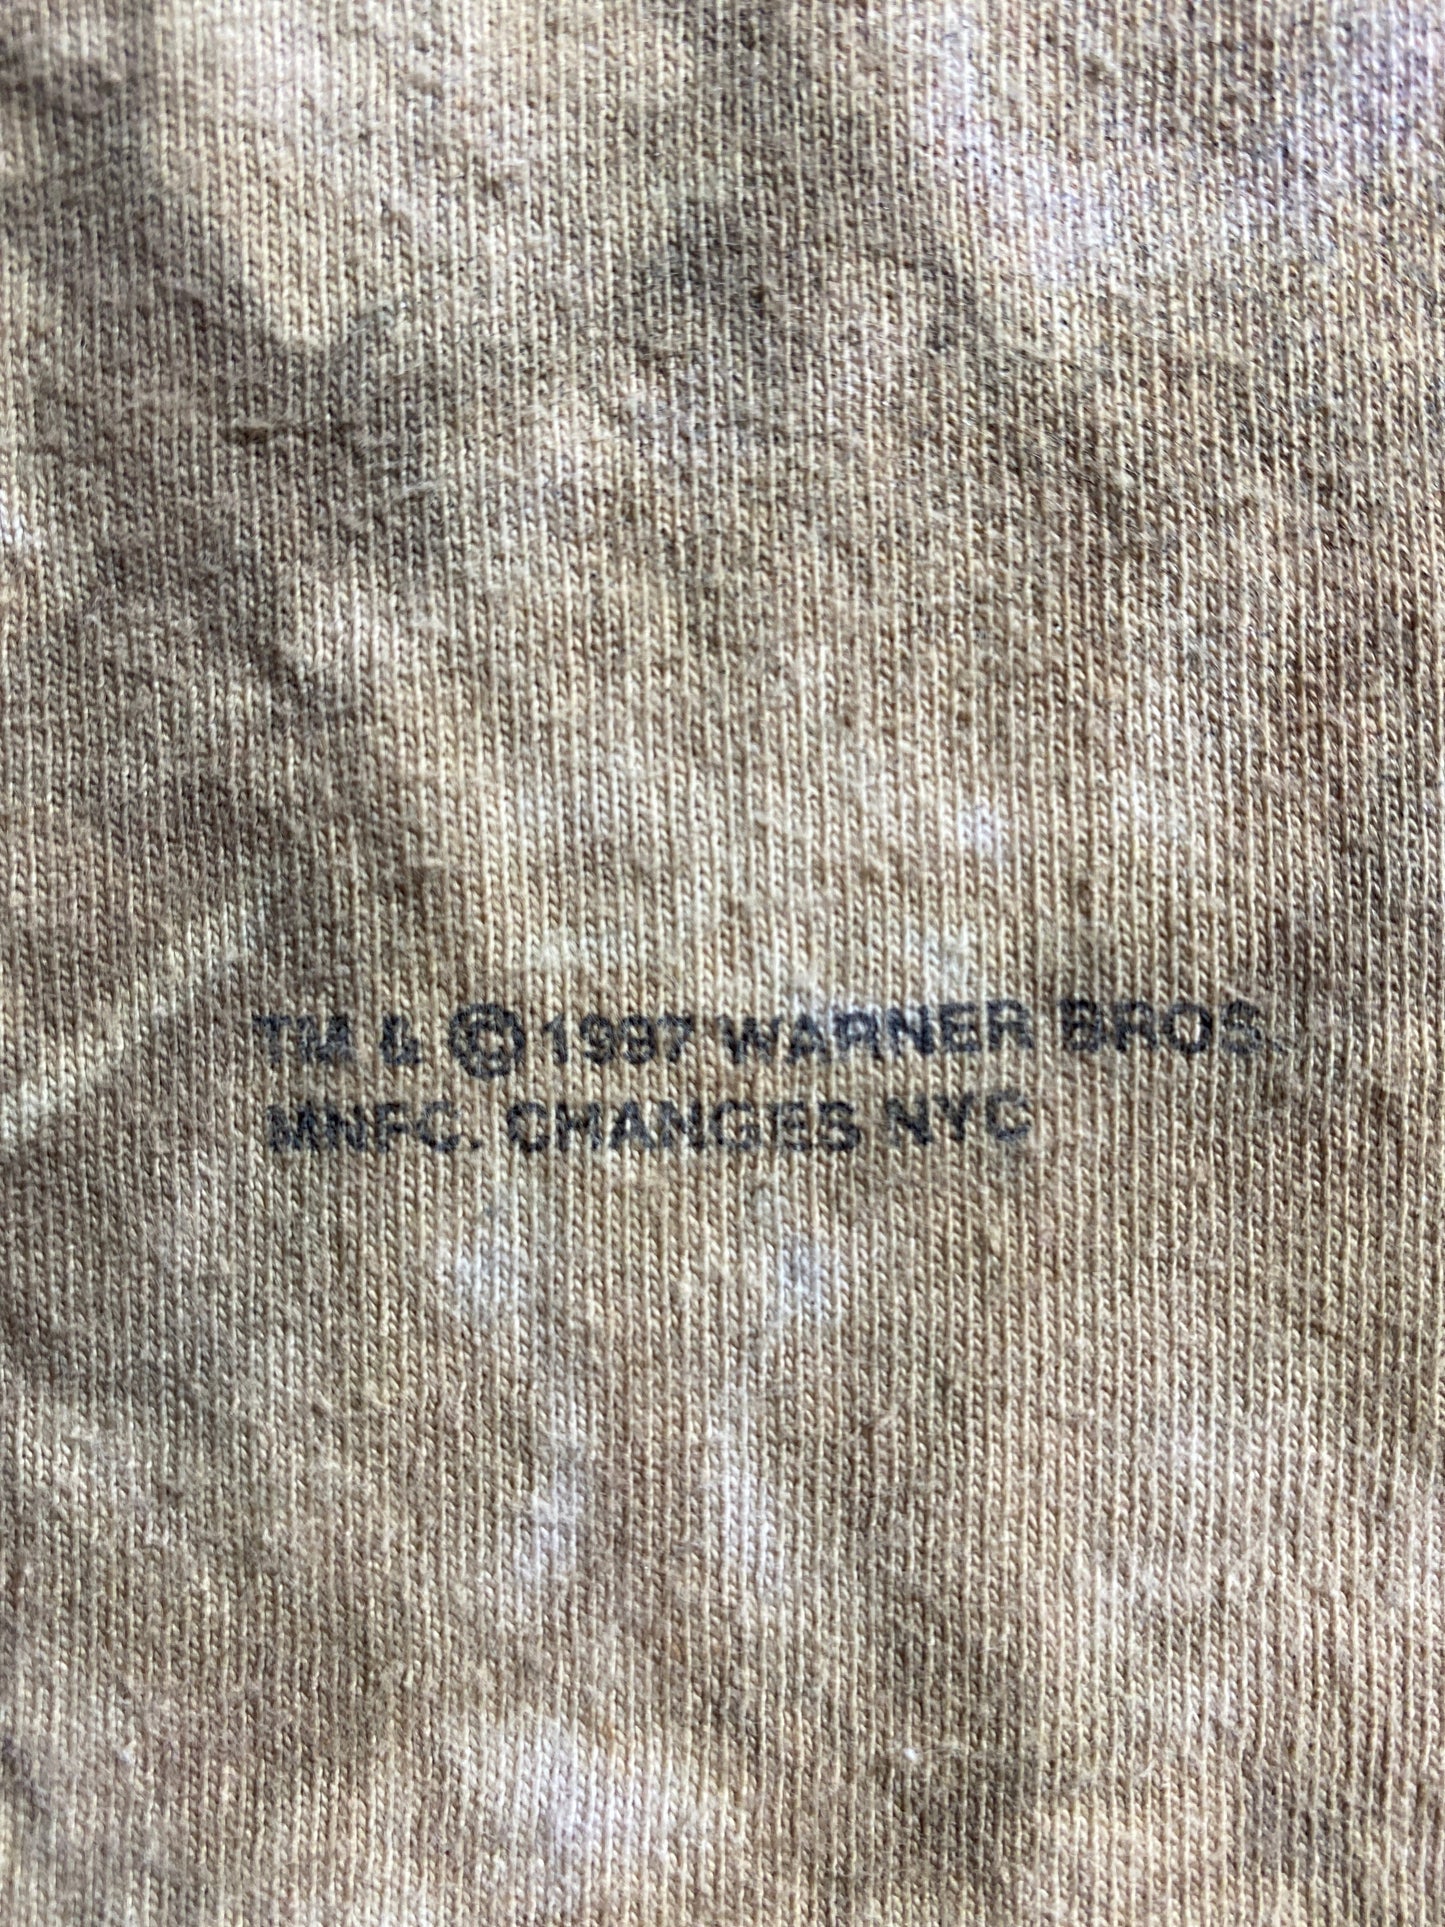 TM & © 1997 WARNER BROS.
MNFC. CHANGES NYC